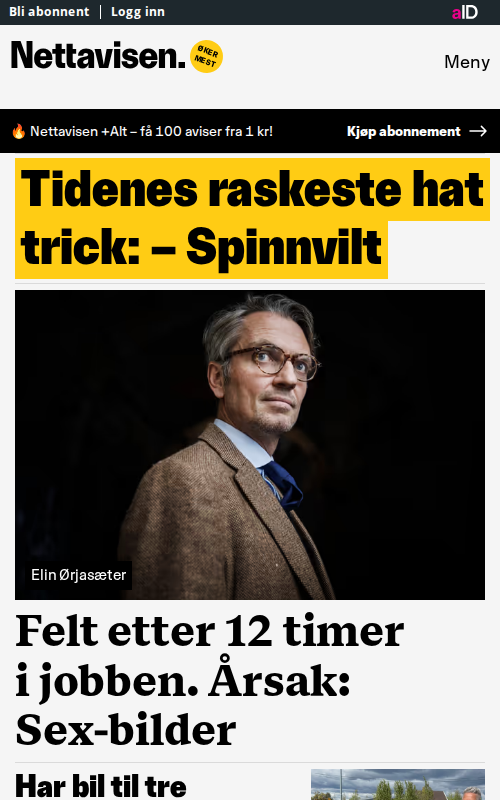 Bli abonnent
Logg inn
aID
Nettavisen.
ØKER
MEST
Meny
🔥 Nettavisen +Alt – få 100 aviser fra 1 kr!
Kjøp abonnement →
Tidenes raskeste hat
trick: – Spinnvilt
Elin Ørjasæter
Felt etter 12 timer
i jobben. Årsak:
Sex-bilder
Har bil til tre